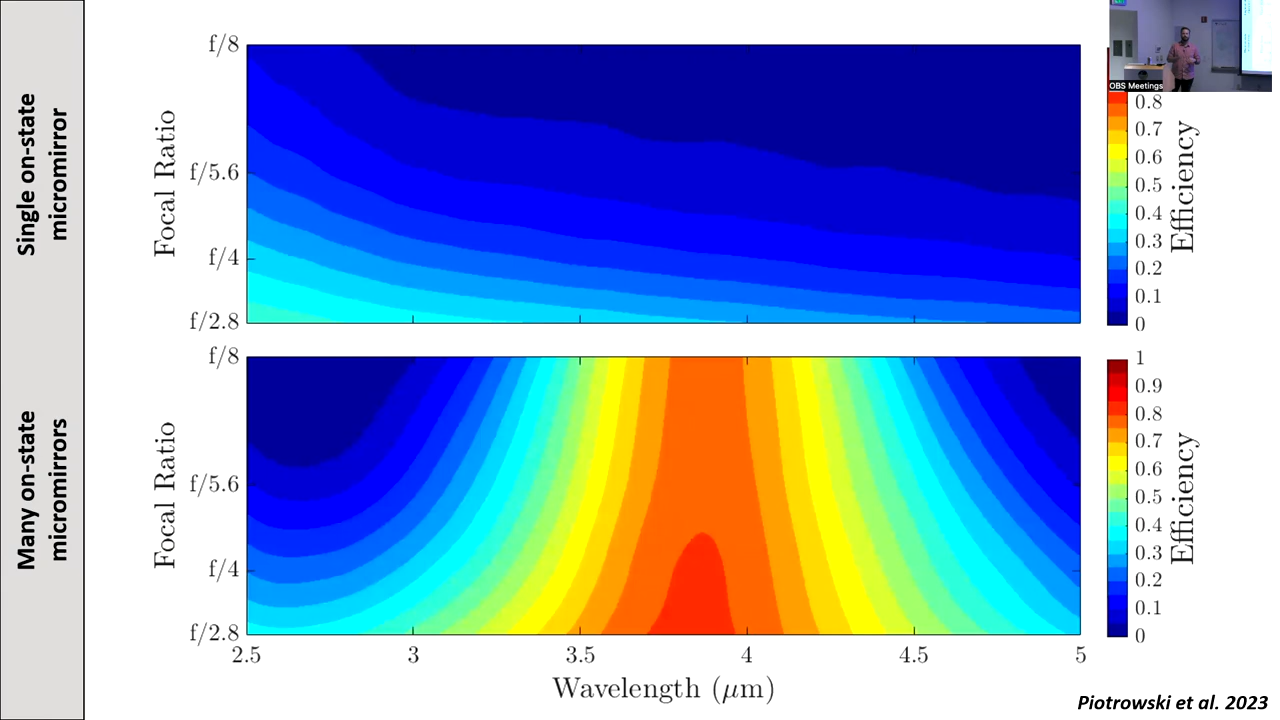 Single on-state
micromirror
Focal Ratio
f/8
f/5.6
f/4
f/2.8
0.8
0.7
0.6
0.5
0.4
0.3
0.2
0.1
0
Efficiency
OBS Meetings
Many on-state
micromirrors
Focal Ratio
f/8
f/5.6
f/4
f/2.8
2.5
3
3.5
4
4.5
5
Wavelength (μm)
1
0.9
0.8
0.7
0.6
0.5
0.4
0.3
0.2
0.1
0
Efficiency
Piotrowski et al. 2023